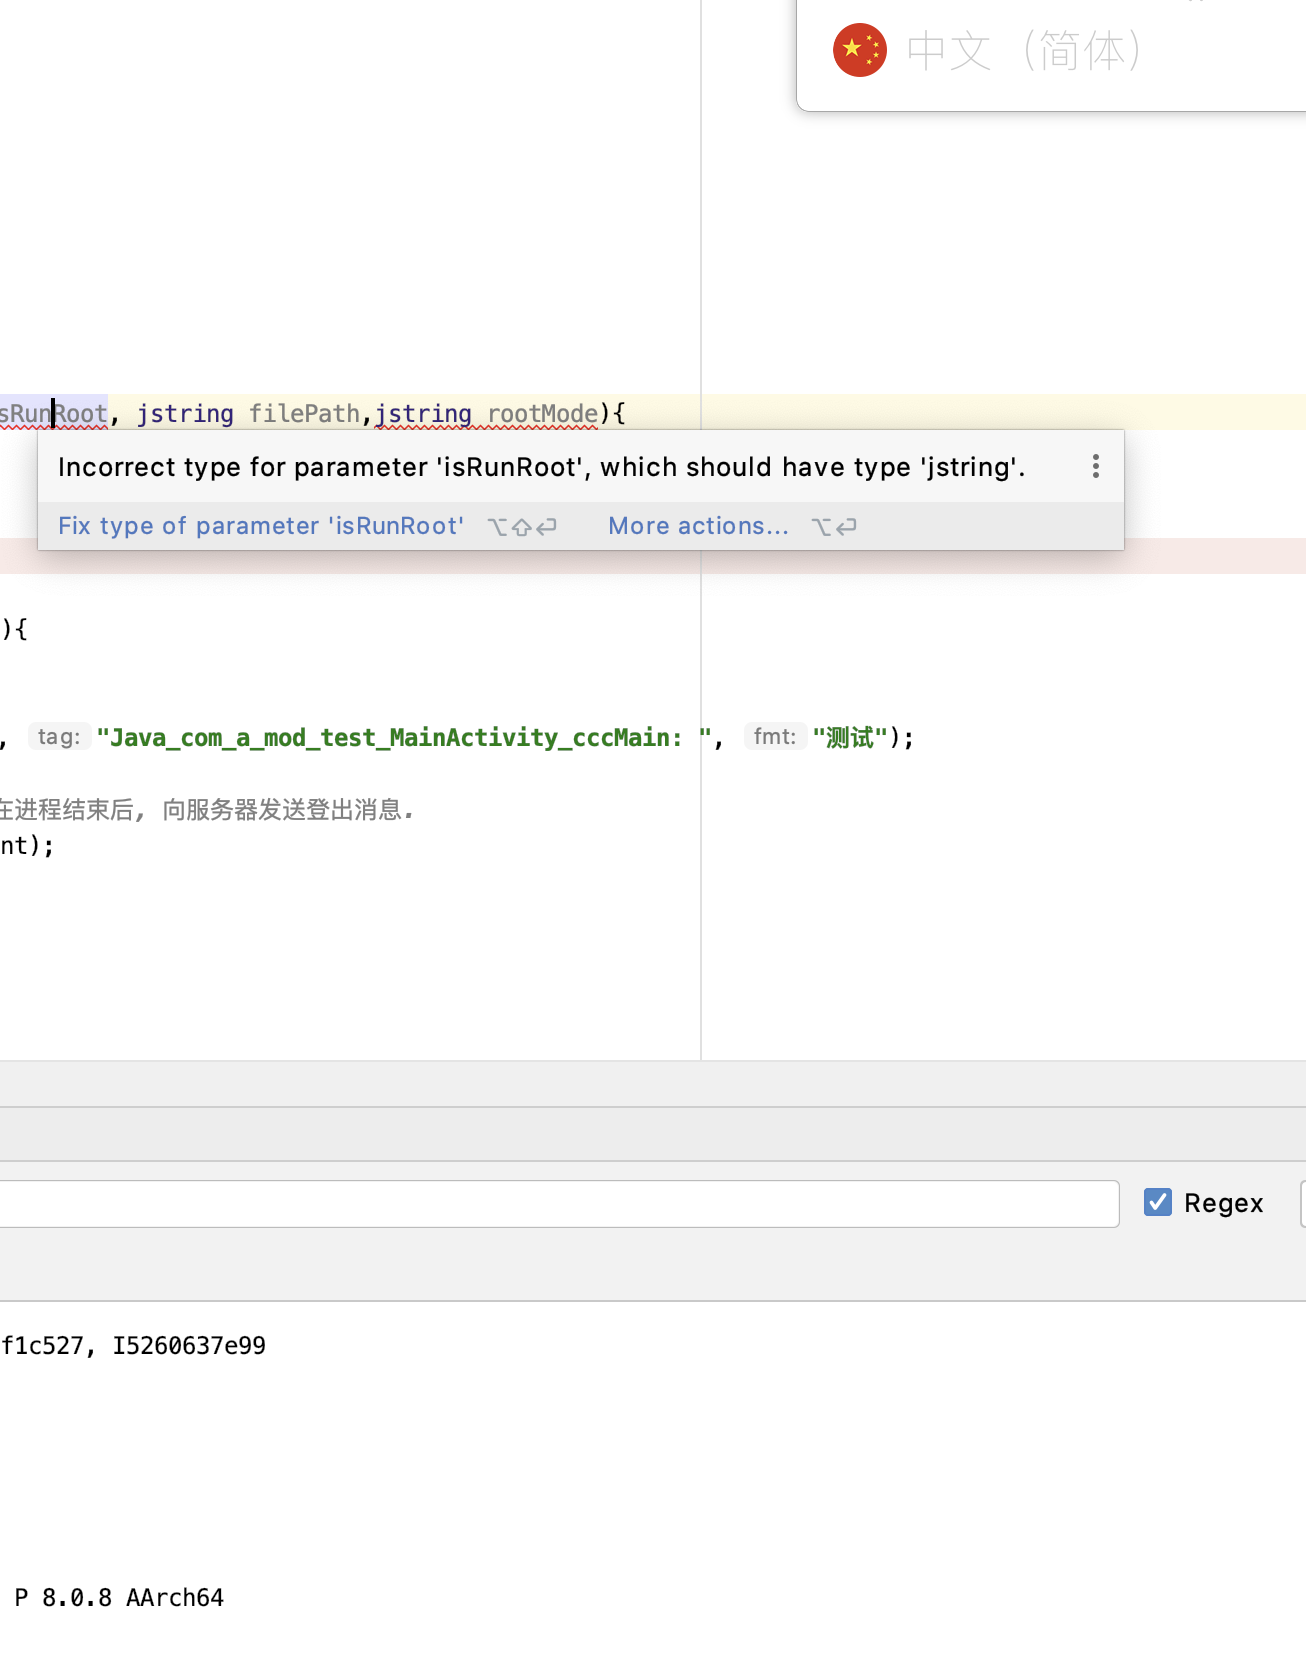 中文（简体）
sRunRoot, jstring filePath,jstring rootMode){
Incorrect type for parameter 'isRunRoot', which should have type 'jstring'.
Fix type of parameter 'isRunRoot' ⌥⇧⏎ More actions... ⌥⏎
){
, tag: "Java_com_a_mod_test_MainActivity_cccMain: ", fmt: "测试");
在进程结束后, 向服务器发送登出消息.
nt);
Regex
f1c527, I5260637e99
P 8.0.8 AArch64